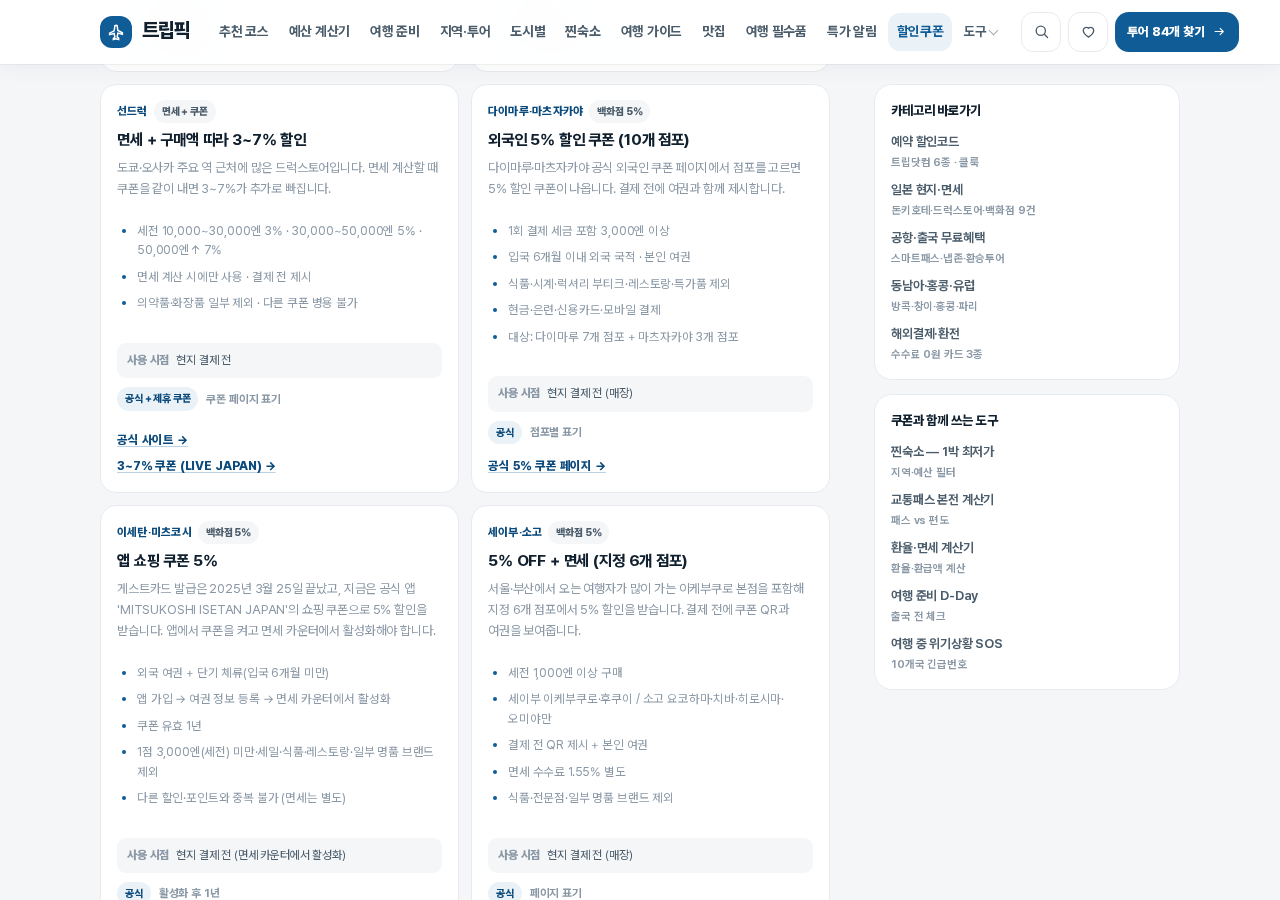 트립픽
추천 코스
예산 계산기
여행 준비
지역·투어
도시별
찐숙소
여행 가이드
맛집
여행 필수품
특가 알림
할인쿠폰
도구
투어 84개 찾기 →
선드럭 면세 + 쿠폰
면세 + 구매액 따라 3~7% 할인
도쿄·오사카 주요 역 근처에 많은 드럭스토어입니다. 면세 계산할 때
쿠폰을 같이 내면 3~7%가 추가로 빠집니다.
세전 10,000~30,000엔 3% · 30,000~50,000엔 5% ·
50,000엔↑ 7%
면세 계산 시에만 사용 · 결제 전 제시
의약품·화장품 일부 제외 · 다른 쿠폰 병용 불가
사용 시점 현지 결제 전
공식 + 제휴 쿠폰 쿠폰 페이지 표기
공식 사이트 →
3~7% 쿠폰 (LIVE JAPAN) →
다이마루·마츠자카야 백화점 5%
외국인 5% 할인 쿠폰 (10개 점포)
다이마루·마츠자카야 공식 외국인 쿠폰 페이지에서 점포를 고르면
5% 할인 쿠폰이 나옵니다. 결제 전에 여권과 함께 제시합니다.
1회 결제 세금 포함 3,000엔 이상
입국 6개월 이내 외국 국적 · 본인 여권
식품·시계·럭셔리 부티크·레스토랑·특가품 제외
현금·은련·신용카드·모바일 결제
대상: 다이마루 7개 점포 + 마츠자카야 3개 점포
사용 시점 현지 결제 전 (매장)
공식 점포별 표기
공식 5% 쿠폰 페이지 →
이세탄·미츠코시 백화점 5%
앱 쇼핑 쿠폰 5%
게스트카드 발급은 2025년 3월 25일 끝났고, 지금은 공식 앱
'MITSUKOSHI ISETAN JAPAN'의 쇼핑 쿠폰으로 5% 할인을
받습니다. 앱에서 쿠폰을 켜고 면세 카운터에서 활성화해야 합니다.
외국 여권 + 단기 체류(입국 6개월 미만)
앱 가입 → 여권 정보 등록 → 면세 카운터에서 활성화
쿠폰 유효 1년
1점 3,000엔(세전) 미만·세일·식품·레스토랑·일부 명품 브랜드
제외
다른 할인·포인트와 중복 불가 (면세는 별도)
사용 시점 현지 결제 전 (면세 카운터에서 활성화)
공식 활성화 후 1년
세이부·소고 백화점 5%
5% OFF + 면세 (지정 6개 점포)
서울·부산에서 오는 여행자가 많이 가는 이케부쿠로 본점을 포함해
지정 6개 점포에서 5% 할인을 받습니다. 결제 전에 쿠폰 QR과
여권을 보여줍니다.
세전 1,000엔 이상 구매
세이부 이케부쿠로·후쿠이 / 소고 요코하마·치바·히로시마·
오미야만
결제 전 QR 제시 + 본인 여권
면세 수수료 1.55% 별도
식품·전문점·일부 명품 브랜드 제외
사용 시점 현지 결제 전 (매장)
공식 페이지 표기
카테고리 바로가기
예약 할인코드
트립닷컴 6종 · 클룩
일본 현지·면세
돈키호테·드럭스토어·백화점 9건
공항·출국 무료혜택
스마트패스·냅존·환승투어
동남아·홍콩·유럽
방콕·창이·홍콩·파리
해외결제·환전
수수료 0원 카드 3종
쿠폰과 함께 쓰는 도구
찐숙소 — 1박 최저가
지역·예산 필터
교통패스 본전 계산기
패스 vs 편도
환율·면세 계산기
환율·환급액 계산
여행 준비 D-Day
출국 전 체크
여행 중 위기상황 SOS
10개국 긴급번호